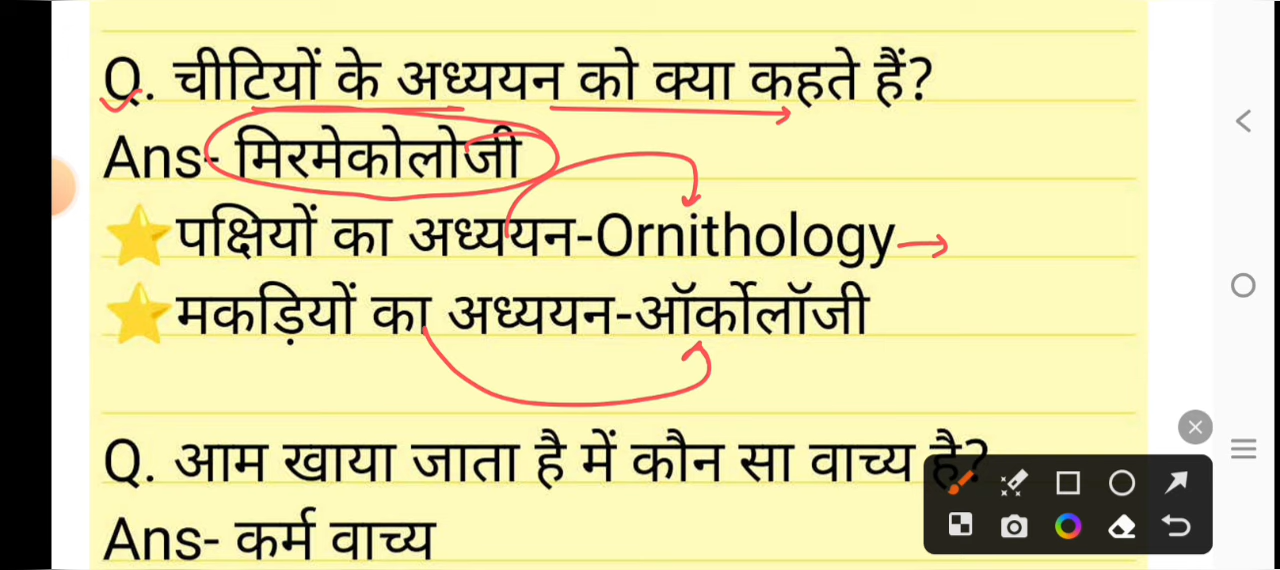 Q. चीटियों के अध्ययन को क्या कहते हैं?
Ans- मिरमेकोलोजी
⭐पक्षियों का अध्ययन-Ornithology
⭐मकड़ियों का अध्ययन-ऑर्कोलॉजी
Q. आम खाया जाता है में कौन सा वाच्य है?
Ans- कर्म वाच्य